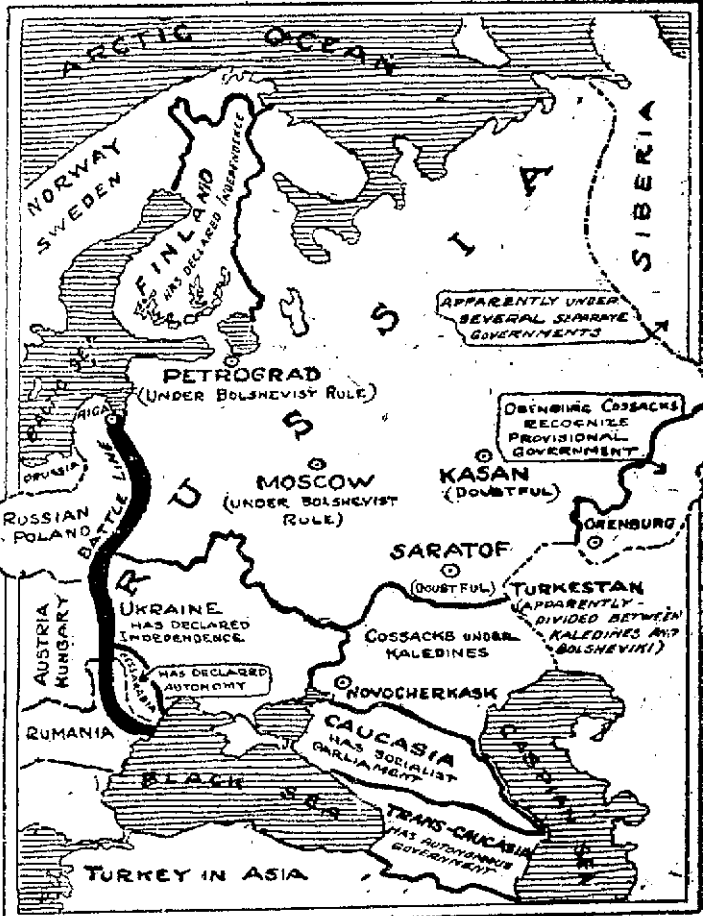 ARCTIC OCEAN
NORWAY
SWEDEN
FINLAND
HAS DECLARED INDEPENDENCE
SIBERIA
RUSSIA
APPARENTLY UNDER
SEVERAL SEPARATE
GOVERNMENTS
PETROGRAD
(UNDER BOLSHEVIST RULE)
BALTIC SEA
RIGA
BATTLE LINE
PRUSSIA
RUSSIAN
POLAND
MOSCOW
(UNDER BOLSHEVIST
RULE)
KASAN
(DOUBTFUL)
ORENBURG COSSACKS
RECOGNIZE
PROVISIONAL
GOVERNMENT
ORENBURG
SARATOF
(DOUBTFUL)
TURKESTAN
(APPARENTLY
DIVIDED BETWEEN
KALEDINES AND
BOLSHEVIKI)
UKRAINE
HAS DECLARED
INDEPENDENCE
AUSTRIA
HUNGARY
BESSARABIA
HAS DECLARED
AUTONOMY
COSSACKS UNDER
KALEDINES
NOVOCHERKASK
RUMANIA
CAUCASIA
HAS SOCIALIST
PARLIAMENT
CASPIAN SEA
BLACK SEA
TRANS-CAUCASIA
HAS AUTONOMOUS
GOVERNMENT
TURKEY IN ASIA